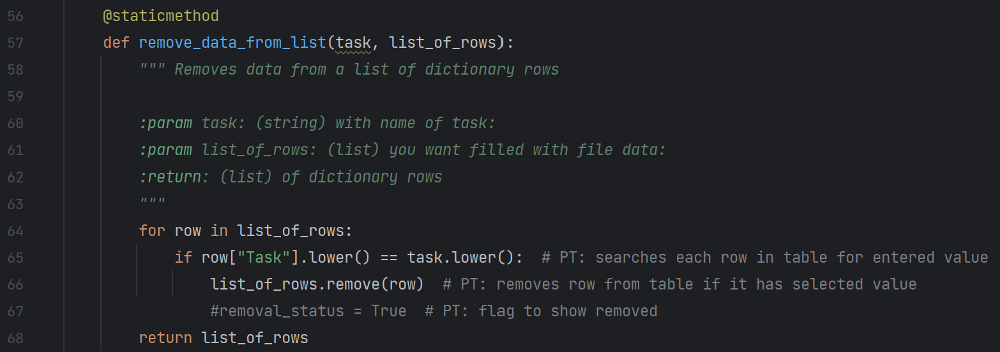 56 @staticmethod
57 def remove_data_from_list(task, list_of_rows):
58 """ Removes data from a list of dictionary rows
59
60 :param task: (string) with name of task:
61 :param list_of_rows: (list) you want filled with file data:
62 :return: (list) of dictionary rows
63 """
64 for row in list_of_rows:
65 if row["Task"].lower() == task.lower():  # PT: searches each row in table for entered value
66 list_of_rows.remove(row)  # PT: removes row from table if it has selected value
67 #removal_status = True  # PT: flag to show removed
68 return list_of_rows